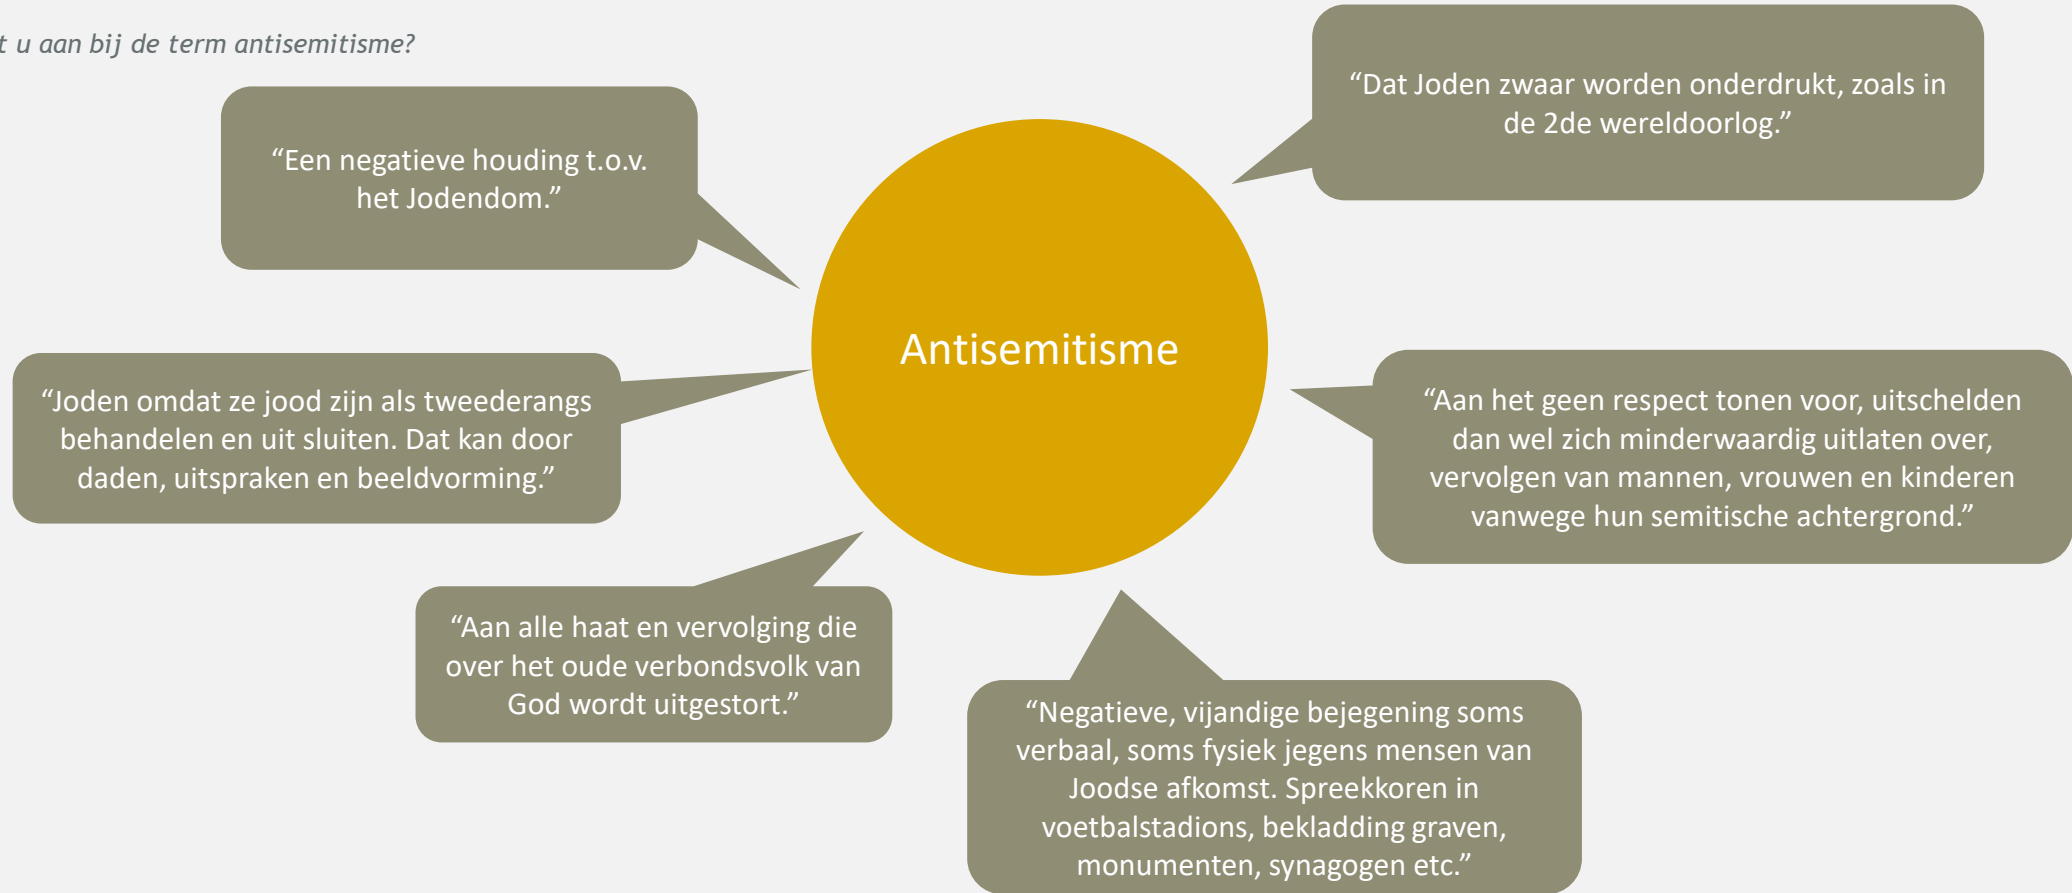 t u aan bij de term antisemitisme?
“Dat Joden zwaar worden onderdrukt, zoals in
de 2de wereldoorlog.”
“Een negatieve houding t.o.v.
het Jodendom.”
Antisemitisme
“Joden omdat ze jood zijn als tweederangs
behandelen en uit sluiten. Dat kan door
daden, uitspraken en beeldvorming.”
“Aan het geen respect tonen voor, uitschelden
dan wel zich minderwaardig uitlaten over,
vervolgen van mannen, vrouwen en kinderen
vanwege hun semitische achtergrond.”
“Aan alle haat en vervolging die
over het oude verbondsvolk van
God wordt uitgestort.”
“Negatieve, vijandige bejegening soms
verbaal, soms fysiek jegens mensen van
Joodse afkomst. Spreekkoren in
voetbalstadions, bekladding graven,
monumenten, synagogen etc.”